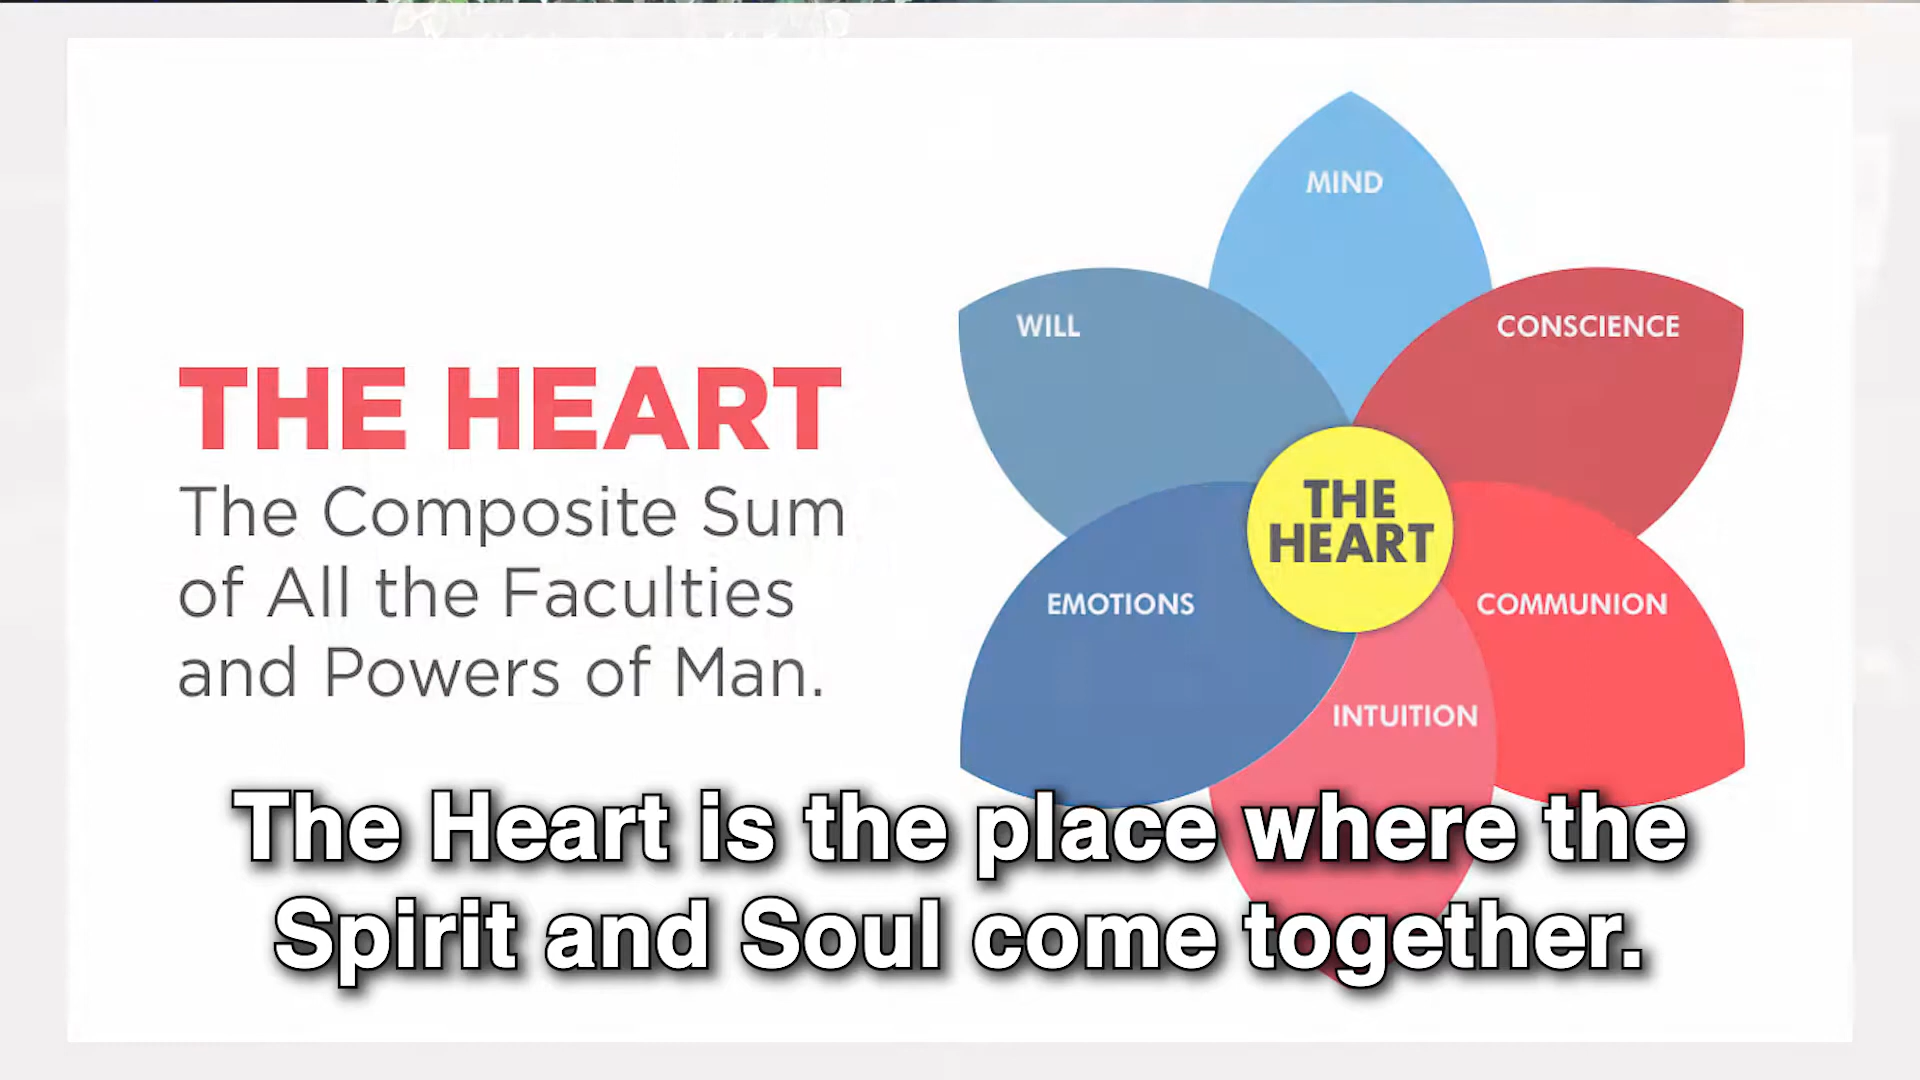 THE HEART
The Composite Sum
of All the Faculties
and Powers of Man.
MIND
WILL
CONSCIENCE
THE
HEART
EMOTIONS
COMMUNION
INTUITION
The Heart is the place where the
Spirit and Soul come together.